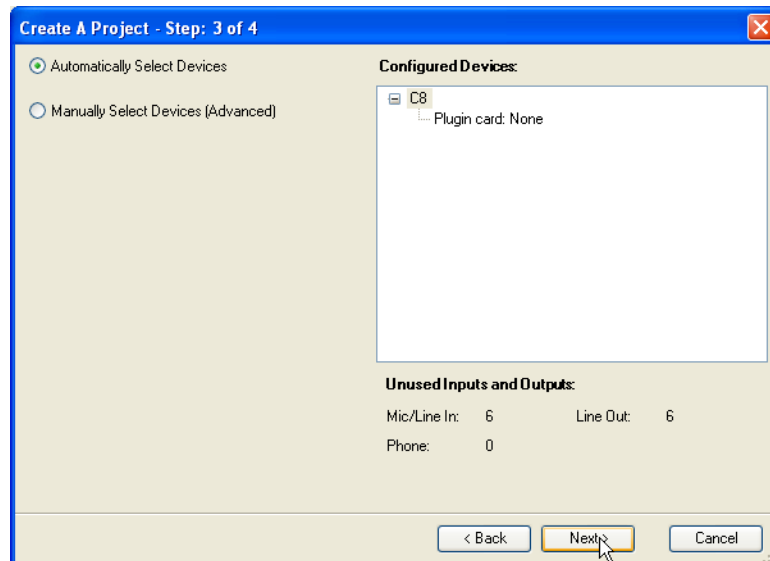 Create A Project - Step: 3 of 4
Automatically Select Devices
Manually Select Devices (Advanced)
Configured Devices:
C8
Plugin card: None
Unused Inputs and Outputs:
Mic/Line In: 6 Line Out: 6
Phone: 0
< Back Next > Cancel